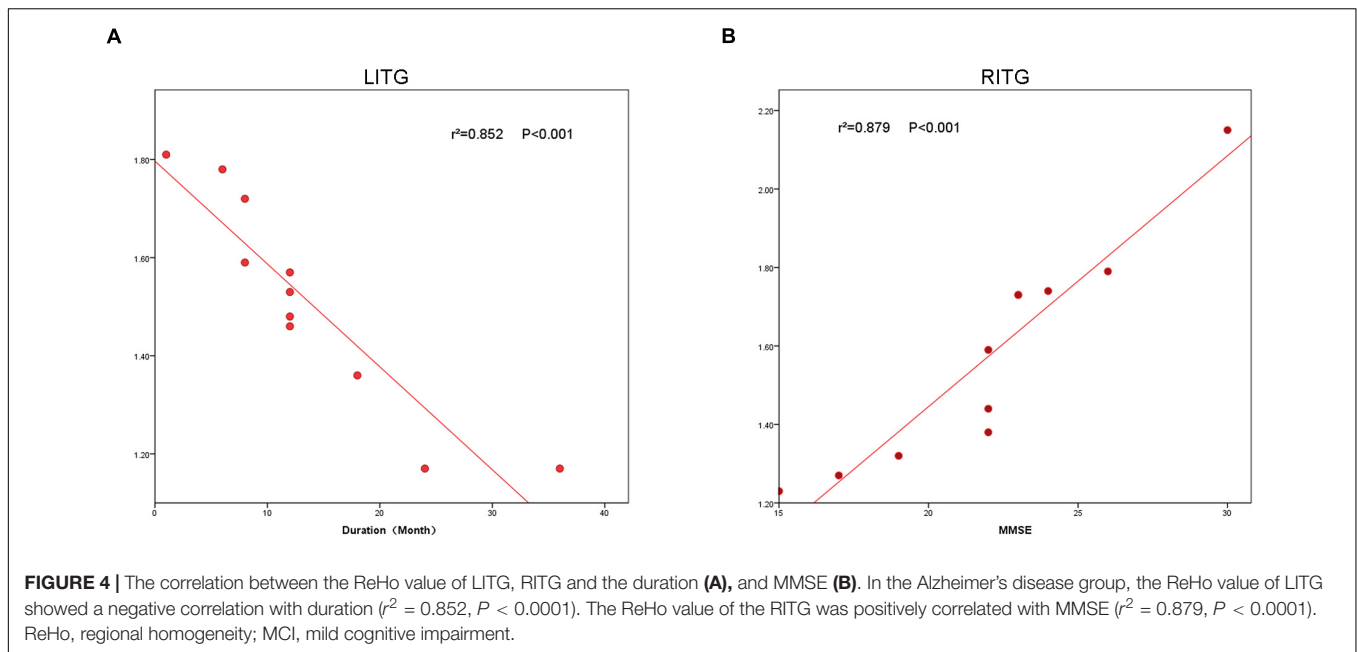 A
B
LITG
RITG
r²=0.852 P<0.001
r²=0.879 P<0.001
1.80
1.60
1.40
1.20
0
10
20
30
40
Duration（Month）
2.20
2.00
1.80
1.60
1.40
1.20
15
20
25
30
MMSE
FIGURE 4 | The correlation between the ReHo value of LITG, RITG and the duration (A), and MMSE (B). In the Alzheimer's disease group, the ReHo value of LITG
showed a negative correlation with duration (r² = 0.852, P < 0.0001). The ReHo value of the RITG was positively correlated with MMSE (r² = 0.879, P < 0.0001).
ReHo, regional homogeneity; MCI, mild cognitive impairment.